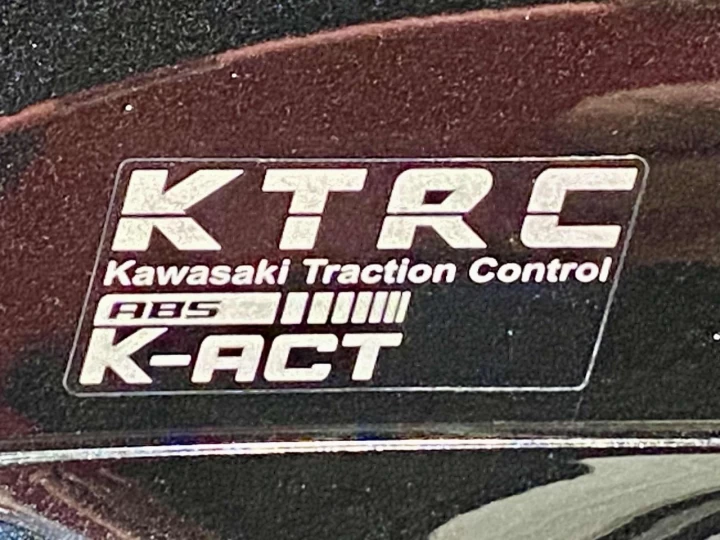 KTRC
Kawasaki Traction Control
ABS
K-ACT